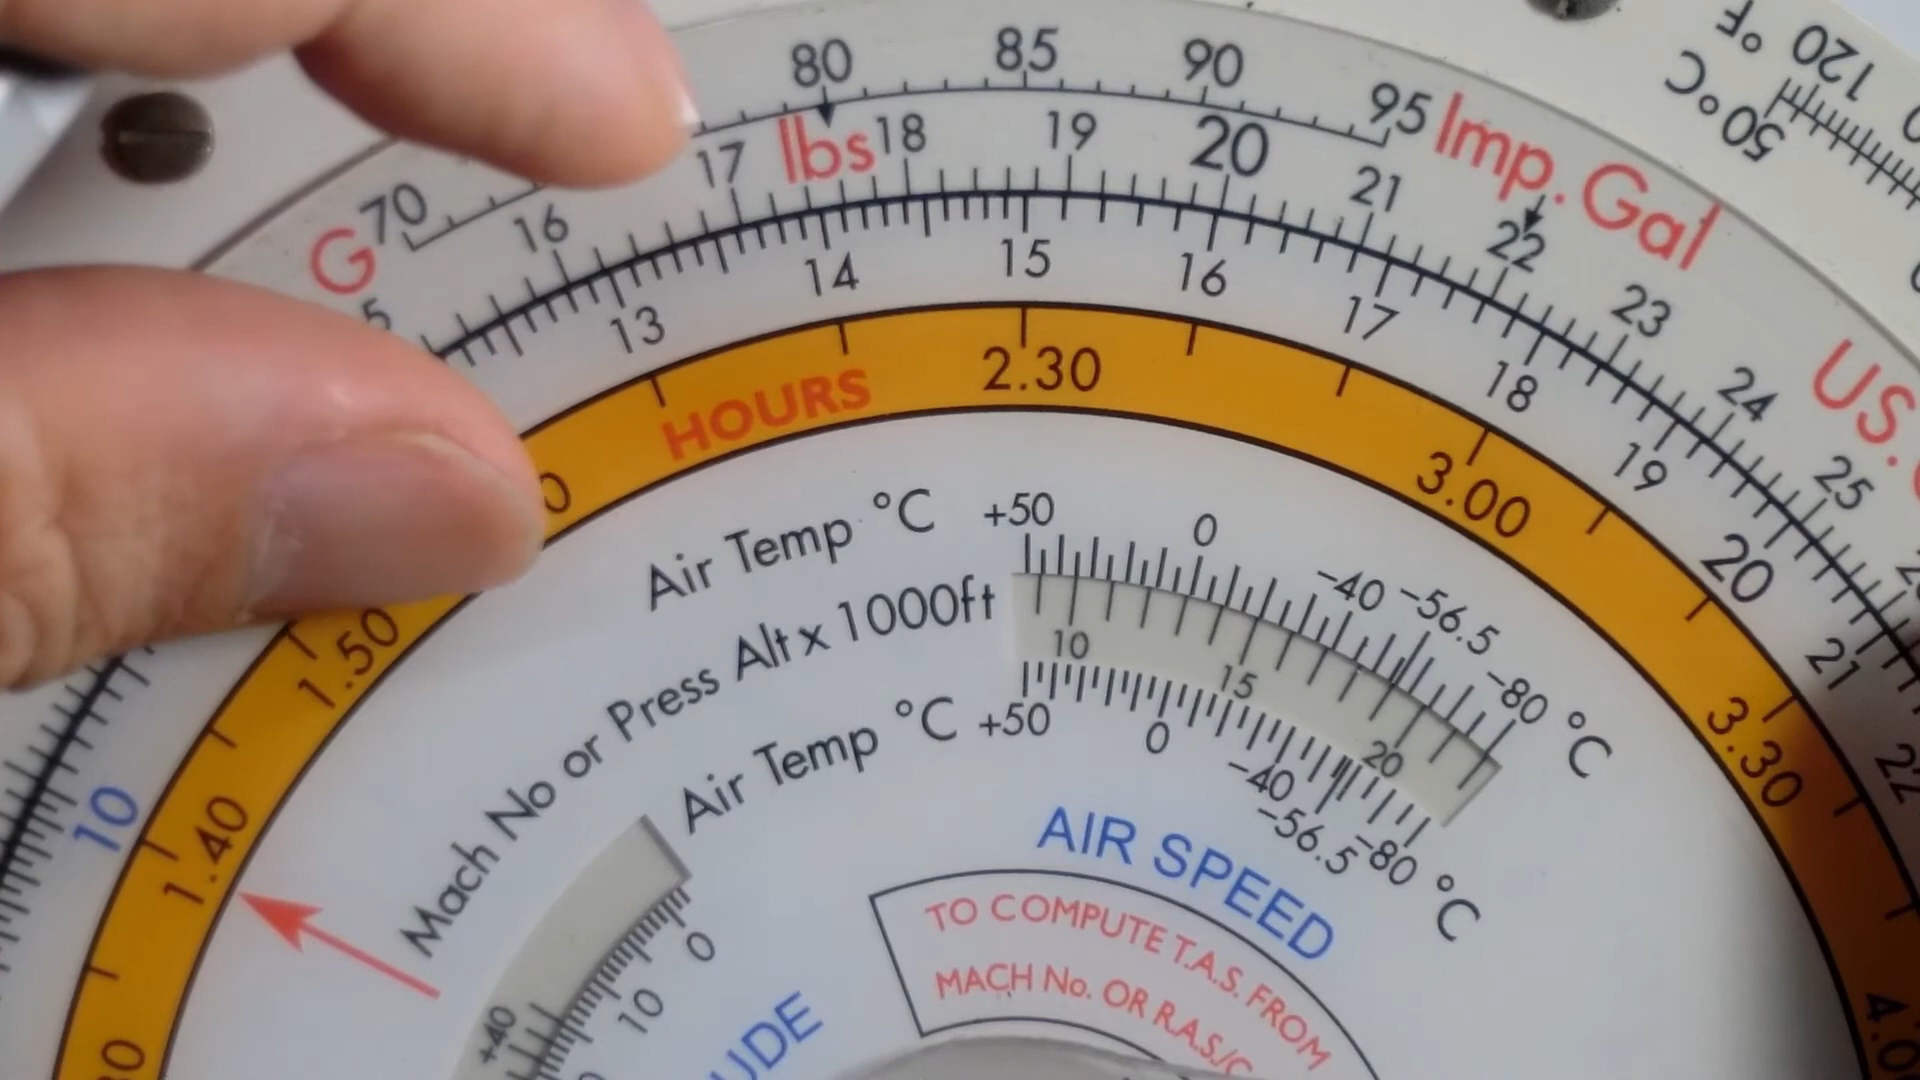 70 80 85 90 95
G lbs Imp. Gal US.
16 17 18 19 20 21 22 23 24 25
13 14 15 16 17 18 19 20 21 22
10
HOURS
1.40 1.50 2.30 3.00 3.30
Air Temp °C +50 0 -40 -56.5 -80 °C
Mach No or Press Alt x 1000ft 10 15 20
Air Temp °C +50 0 -40 -56.5 -80 °C
AIR SPEED
TO COMPUTE T.A.S. FROM
MACH No. OR R.A.S./C
+40
0 10
UDE
°F 120
°C 50